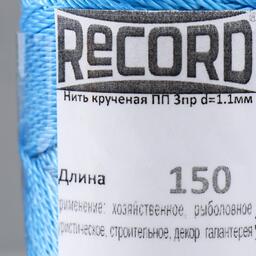 ReCORD
Нить крученая ПП 3пр d=1.1мм
Длина 150
рименение: хозяйственное, рыболовное
ристическое, строительное, декор галантерея